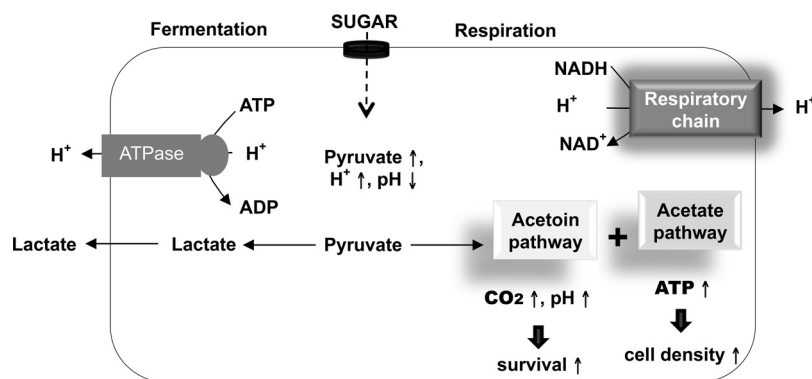 Fermentation
SUGAR
Respiration
NADH
H⁺
NAD⁺
Respiratory
chain
H⁺
ATP
H⁺
ATPase
H⁺
ADP
Pyruvate ↑,
H⁺ ↑, pH ↓
Lactate
Lactate
Pyruvate
Acetoin
pathway
+
Acetate
pathway
CO₂ ↑, pH ↑
ATP ↑
survival ↑
cell density ↑